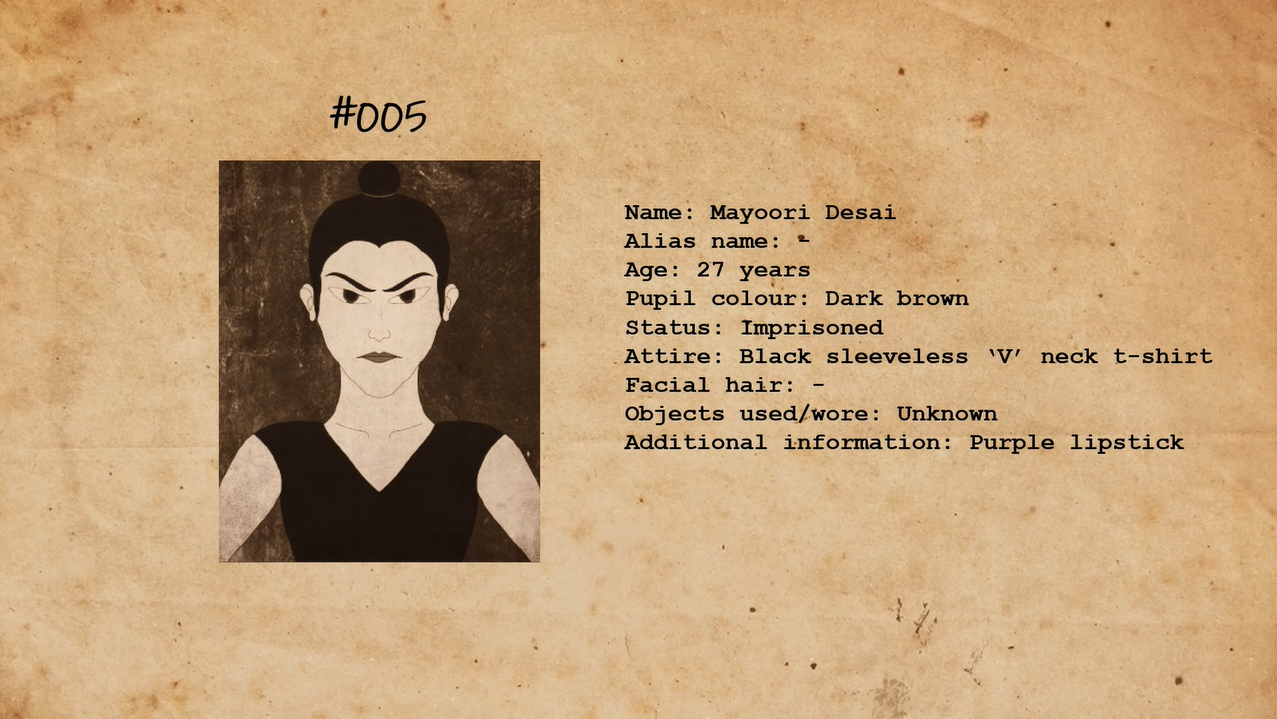 #005
Name: Mayoori Desai
Alias name: -
Age: 27 years
Pupil colour: Dark brown
Status: Imprisoned
Attire: Black sleeveless ‘V’ neck t-shirt
Facial hair: -
Objects used/wore: Unknown
Additional information: Purple lipstick